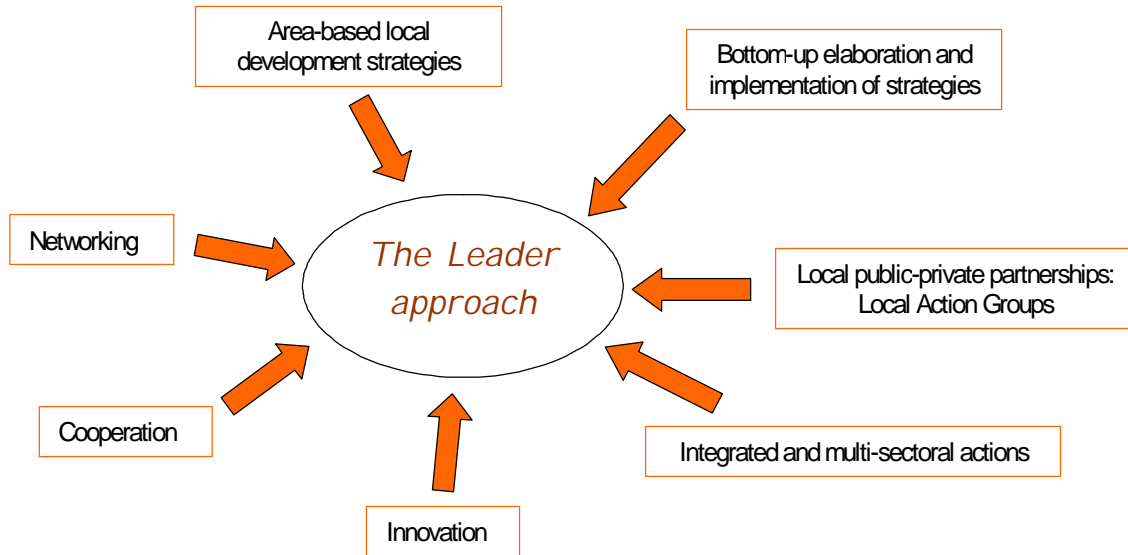 Area-based local
development strategies
Bottom-up elaboration and
implementation of strategies
Networking
The Leader
approach
Local public-private partnerships:
Local Action Groups
Cooperation
Integrated and multi-sectoral actions
Innovation